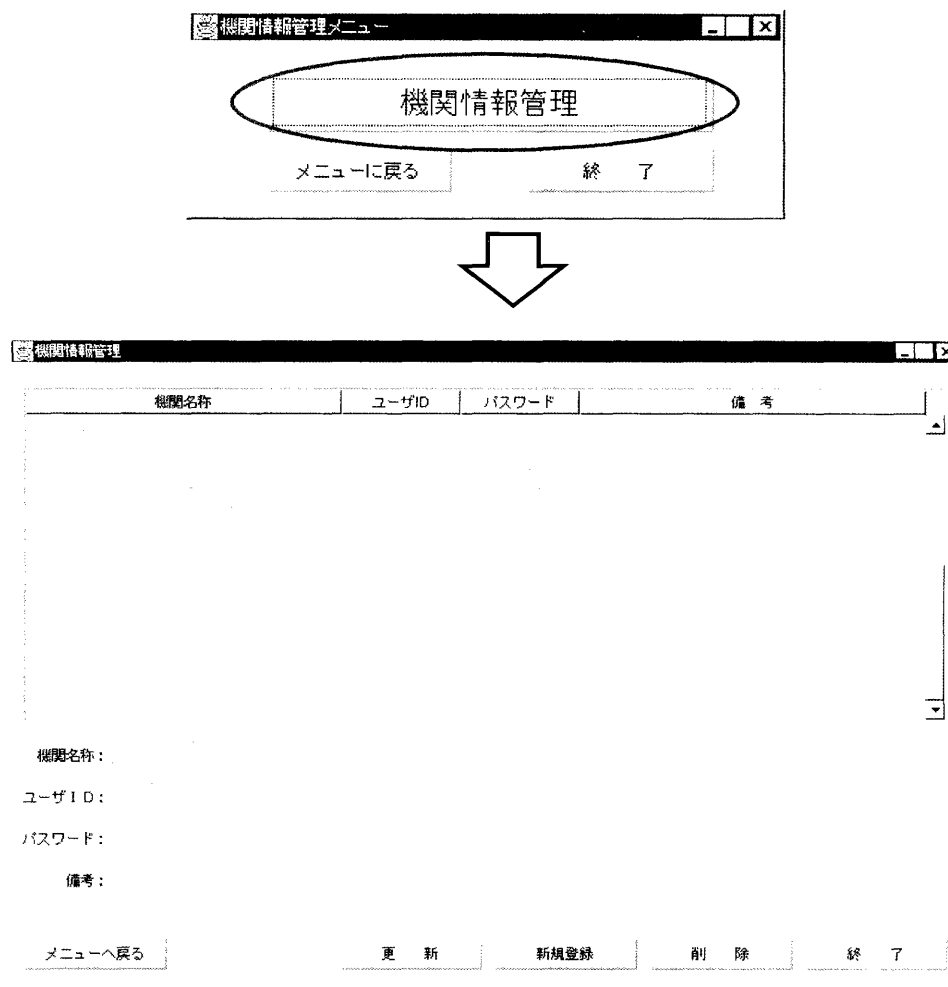 機関情報管理メニュー
機関情報管理
メニューに戻る 終 了
機関情報管理
機関名称 ユーザID パスワード 備 考
機関名称:
ユーザID:
パスワード:
備考:
メニューへ戻る 更 新 新規登録 削 除 終 了